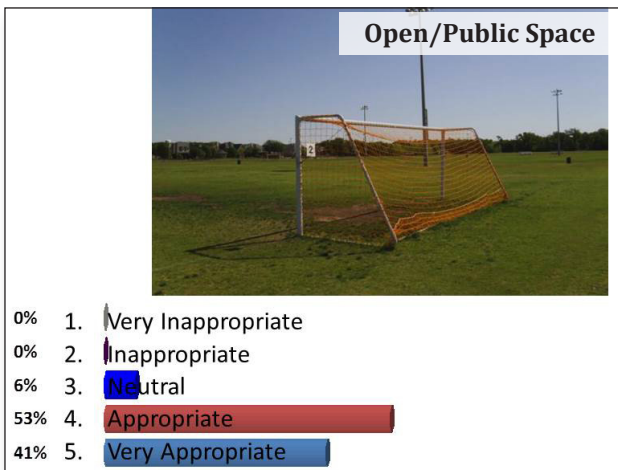 Open/Public Space
2
0% 1. Very Inappropriate
0% 2. Inappropriate
6% 3. Neutral
53% 4. Appropriate
41% 5. Very Appropriate